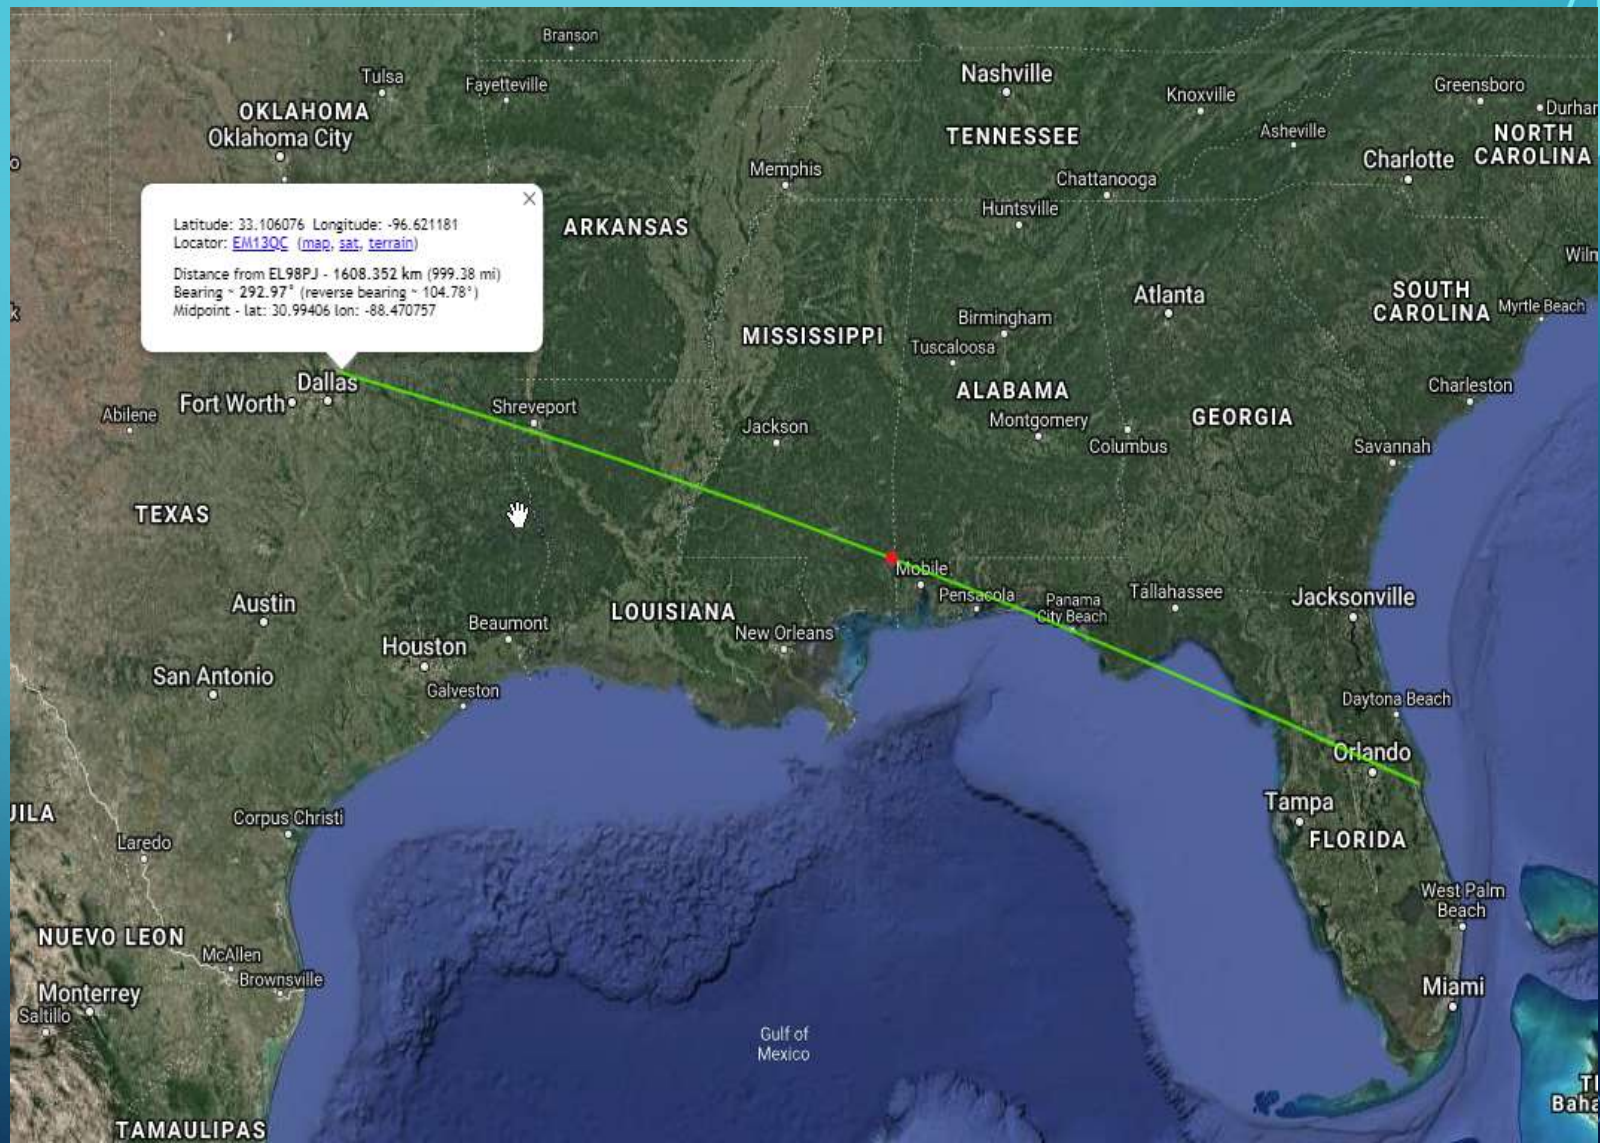 Branson
Tulsa
Fayetteville
Nashville
Knoxville
Greensboro
Durhar
OKLAHOMA
Oklahoma City
TENNESSEE
Asheville
NORTH
CAROLINA
Charlotte
Memphis
Chattanooga
Huntsville
ARKANSAS
Latitude: 33.106076 Longitude: -96.621181
Locator: EM13QC (map, sat, terrain)
Distance from EL98PJ - 1608.352 km (999.38 mi)
Bearing ~ 292.97° (reverse bearing ~ 104.78°)
Midpoint - lat: 30.99406 lon: -88.470757
Wiln
Atlanta
SOUTH
CAROLINA
Myrtle Beach
Birmingham
Tuscaloosa
MISSISSIPPI
ALABAMA
Dallas
Fort Worth
Abilene
Shreveport
Jackson
Montgomery
Columbus
GEORGIA
Charleston
Savannah
TEXAS
Mobile
Pensacola
Panama
City Beach
Tallahassee
Jacksonville
Austin
LOUISIANA
Beaumont
New Orleans
Houston
San Antonio
Galveston
Daytona Beach
Orlando
Tampa
FLORIDA
UILA
Corpus Christi
Laredo
West Palm
Beach
NUEVO LEON
McAllen
Brownsville
Monterrey
Saltillo
Miami
Gulf of
Mexico
Baha
TAMAULIPAS